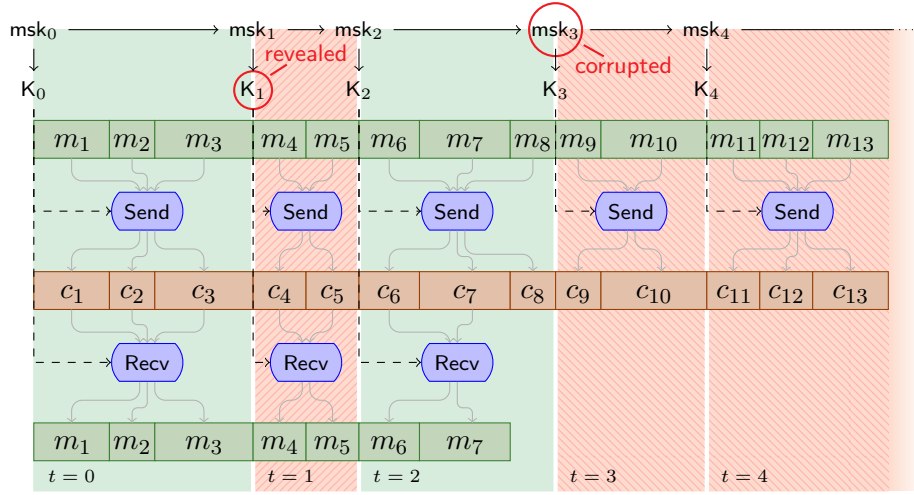 msk₀ msk₁ msk₂ msk₃ msk₄ ...
revealed corrupted
K₀ K₁ K₂ K₃ K₄
m₁ m₂ m₃ m₄ m₅ m₆ m₇ m₈ m₉ m₁₀ m₁₁ m₁₂ m₁₃
Send Send Send Send Send
c₁ c₂ c₃ c₄ c₅ c₆ c₇ c₈ c₉ c₁₀ c₁₁ c₁₂ c₁₃
Recv Recv Recv
m₁ m₂ m₃ m₄ m₅ m₆ m₇
t = 0 t = 1 t = 2 t = 3 t = 4